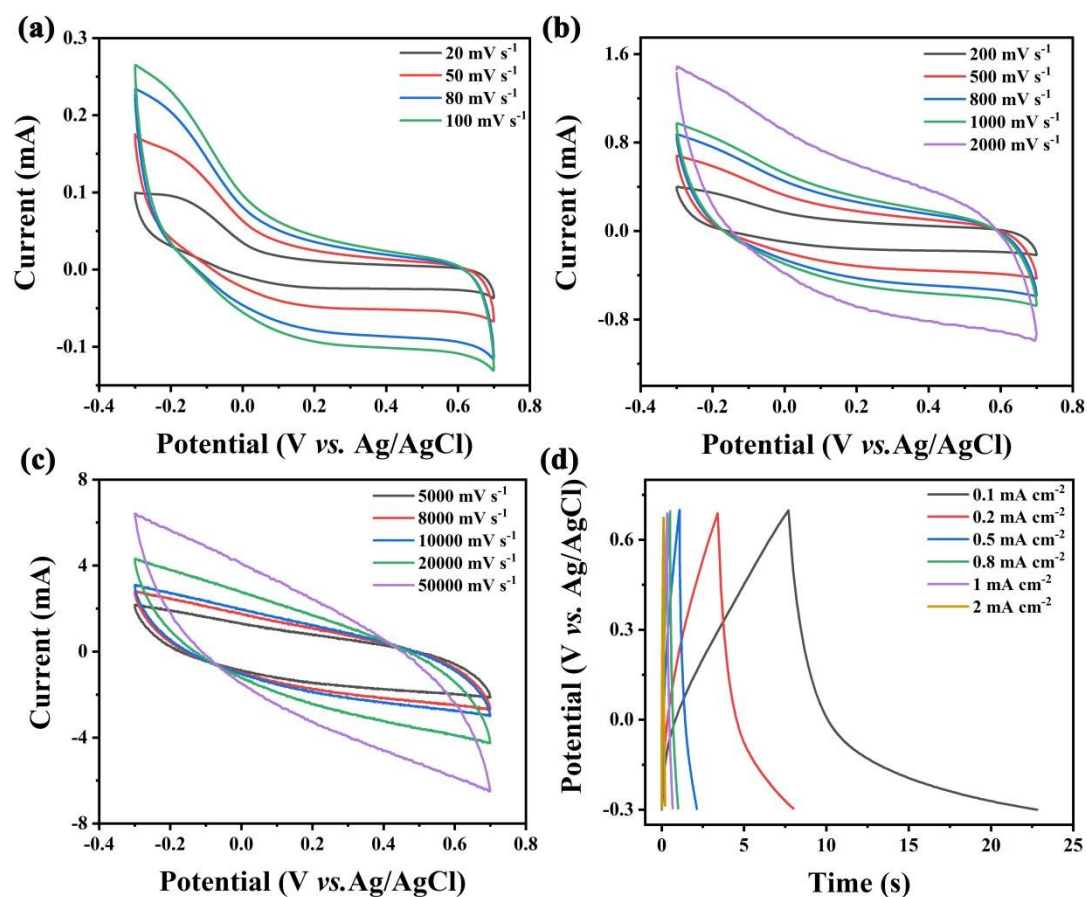 (a)
0.3
0.2
0.1
0.0
-0.1
-0.4
-0.2
0.0
0.2
0.4
0.6
0.8
Current (mA)
Potential (V vs. Ag/AgCl)
20 mV s⁻¹
50 mV s⁻¹
80 mV s⁻¹
100 mV s⁻¹
(b)
1.6
0.8
0.0
-0.8
-0.4
-0.2
0.0
0.2
0.4
0.6
0.8
Current (mA)
Potential (V vs.Ag/AgCl)
200 mV s⁻¹
500 mV s⁻¹
800 mV s⁻¹
1000 mV s⁻¹
2000 mV s⁻¹
(c)
8
4
0
-4
-8
-0.4
-0.2
0.0
0.2
0.4
0.6
0.8
Current (mA)
Potential (V vs.Ag/AgCl)
5000 mV s⁻¹
8000 mV s⁻¹
10000 mV s⁻¹
20000 mV s⁻¹
50000 mV s⁻¹
(d)
0.6
0.3
0.0
-0.3
0
5
10
15
20
25
Potential (V vs. Ag/AgCl)
Time (s)
0.1 mA cm⁻²
0.2 mA cm⁻²
0.5 mA cm⁻²
0.8 mA cm⁻²
1 mA cm⁻²
2 mA cm⁻²